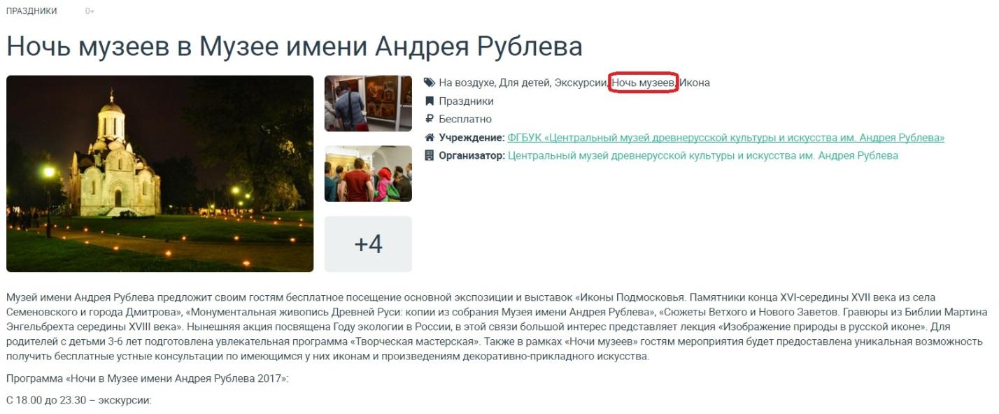 ПРАЗДНИКИ 0+
Ночь музеев в Музее имени Андрея Рублева
На воздухе, Для детей, Экскурсии, Ночь музеев, Икона
Праздники
₽ Бесплатно
Учреждение: ФГБУК «Центральный музей древнерусской культуры и искусства им. Андрея Рублева»
Организатор: Центральный музей древнерусской культуры и искусства им. Андрея Рублева
+4
Музей имени Андрея Рублева предложит своим гостям бесплатное посещение основной экспозиции и выставок «Иконы Подмосковья. Памятники конца XVI-середины XVII века из села
Семеновского и города Дмитрова», «Монументальная живопись Древней Руси: копии из собрания Музея имени Андрея Рублева», «Сюжеты Ветхого и Нового Заветов. Гравюры из Библии Мартина
Энгельбрехта середины XVIII века». Нынешняя акция посвящена Году экологии в России, в этой связи большой интерес представляет лекция «Изображение природы в русской иконе». Для
родителей с детьми 3-6 лет подготовлена увлекательная программа «Творческая мастерская». Также в рамках «Ночи музеев» гостям мероприятия будет предоставлена уникальная возможность
получить бесплатные устные консультации по имеющимся у них иконам и произведениям декоративно-прикладного искусства.
Программа «Ночи в Музее имени Андрея Рублева 2017»:
С 18.00 до 23.30 – экскурсии: